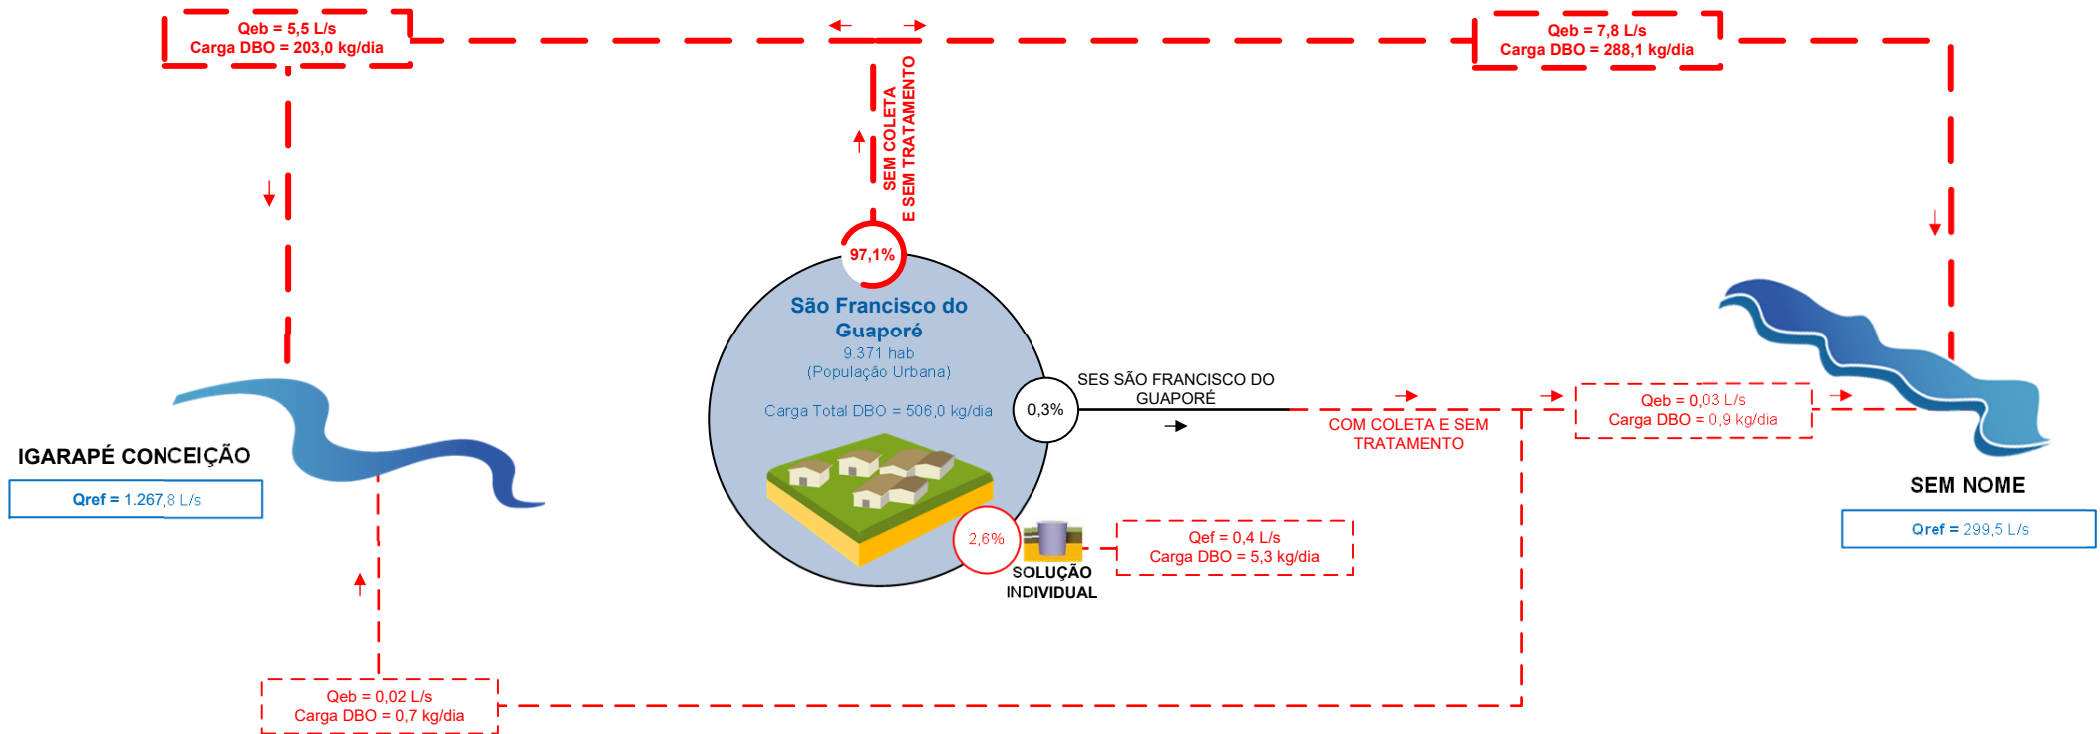 Qeb = 5,5 L/s
Carga DBO = 203,0 kg/dia
Qeb = 7,8 L/s
Carga DBO = 288,1 kg/dia
SEM COLETA
E SEM TRATAMENTO
97,1%
São Francisco do
Guaporé
9.371 hab
(População Urbana)
Carga Total DBO = 506,0 kg/dia
0,3%
SES SÃO FRANCISCO DO
GUAPORÉ
COM COLETA E SEM
TRATAMENTO
Qeb = 0,03 L/s
Carga DBO = 0,9 kg/dia
IGARAPÉ CONCEIÇÃO
Qref = 1.267,8 L/s
SEM NOME
Qref = 299,5 L/s
2,6%
SOLUÇÃO
INDIVIDUAL
Qef = 0,4 L/s
Carga DBO = 5,3 kg/dia
Qeb = 0,02 L/s
Carga DBO = 0,7 kg/dia